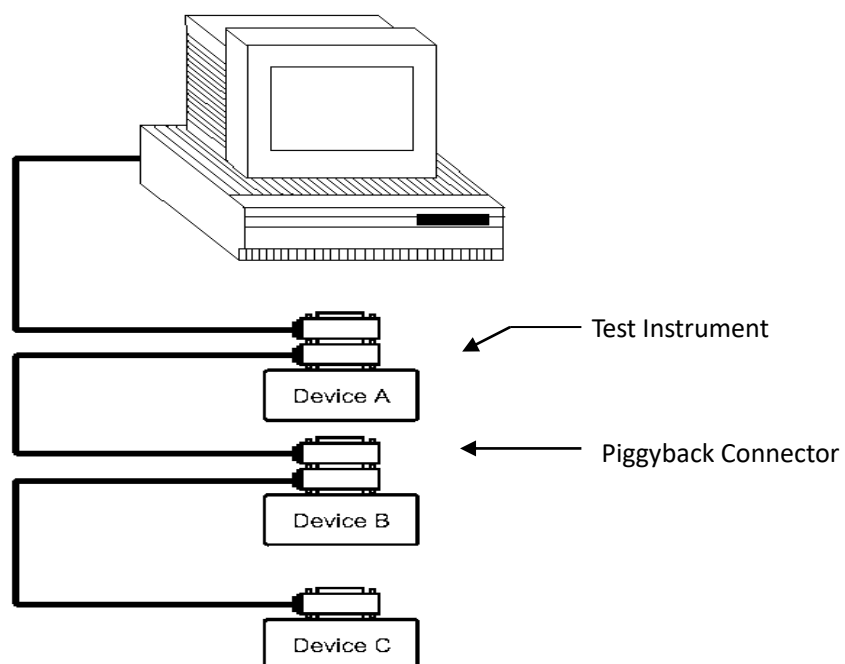 Test Instrument
Device A
Piggyback Connector
Device B
Device C